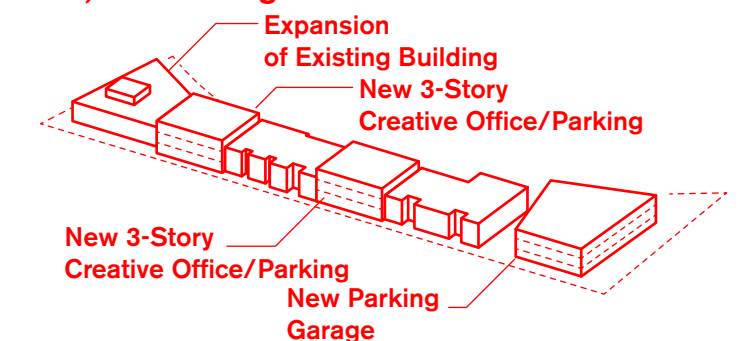 Expansion
of Existing Building
New 3-Story
Creative Office/Parking
New 3-Story
Creative Office/Parking
New Parking
Garage